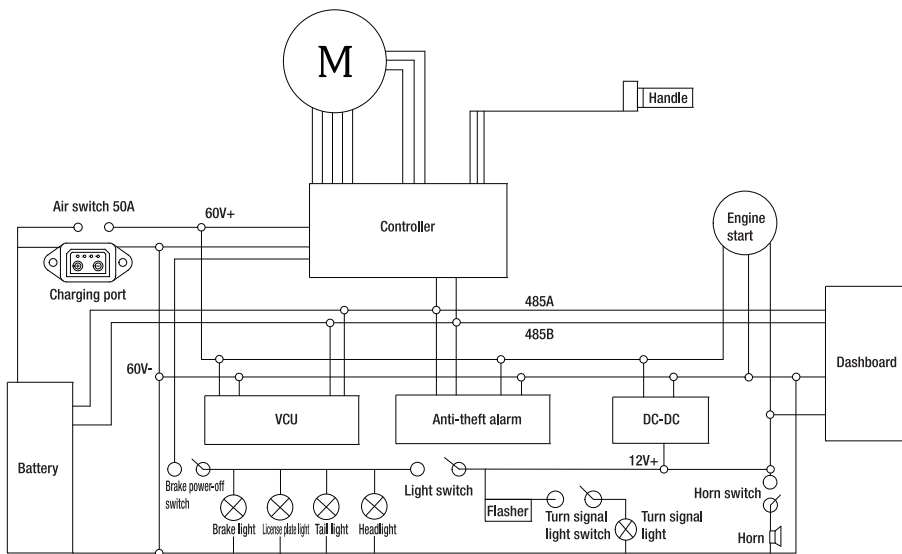 M
Handle
Air switch 50A
60V+
Controller
Engine
start
Charging port
485A
485B
60V-
Dashboard
VCU
Anti-theft alarm
DC-DC
Battery
12V+
Brake power-off
switch
Light switch
Horn switch
Flasher
Brake light
License plate light
Tail light
Headlight
Turn signal
light switch
Turn signal
light
Horn